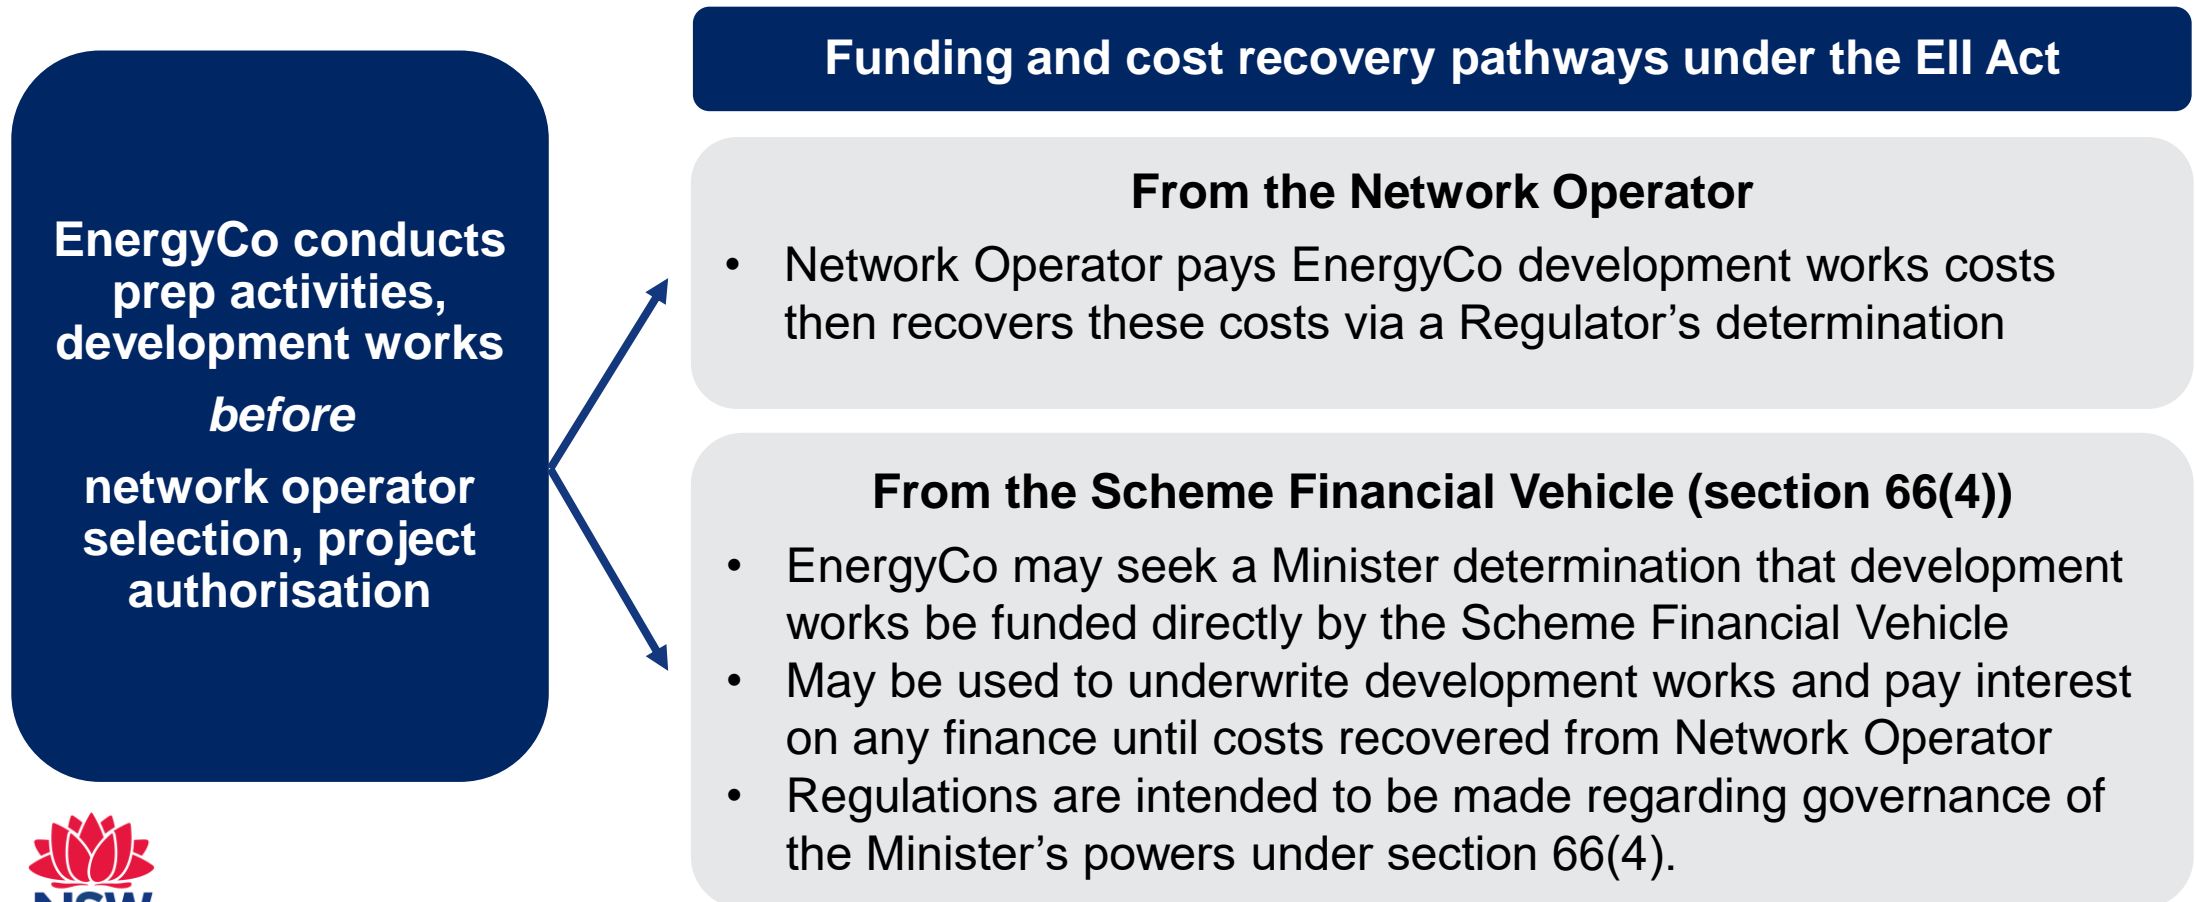 Funding and cost recovery pathways under the EII Act
EnergyCo conducts
prep activities,
development works
before
network operator
selection, project
authorisation
From the Network Operator
• Network Operator pays EnergyCo development works costs
then recovers these costs via a Regulator’s determination
From the Scheme Financial Vehicle (section 66(4))
• EnergyCo may seek a Minister determination that development
works be funded directly by the Scheme Financial Vehicle
• May be used to underwrite development works and pay interest
on any finance until costs recovered from Network Operator
• Regulations are intended to be made regarding governance of
the Minister’s powers under section 66(4).
NSW